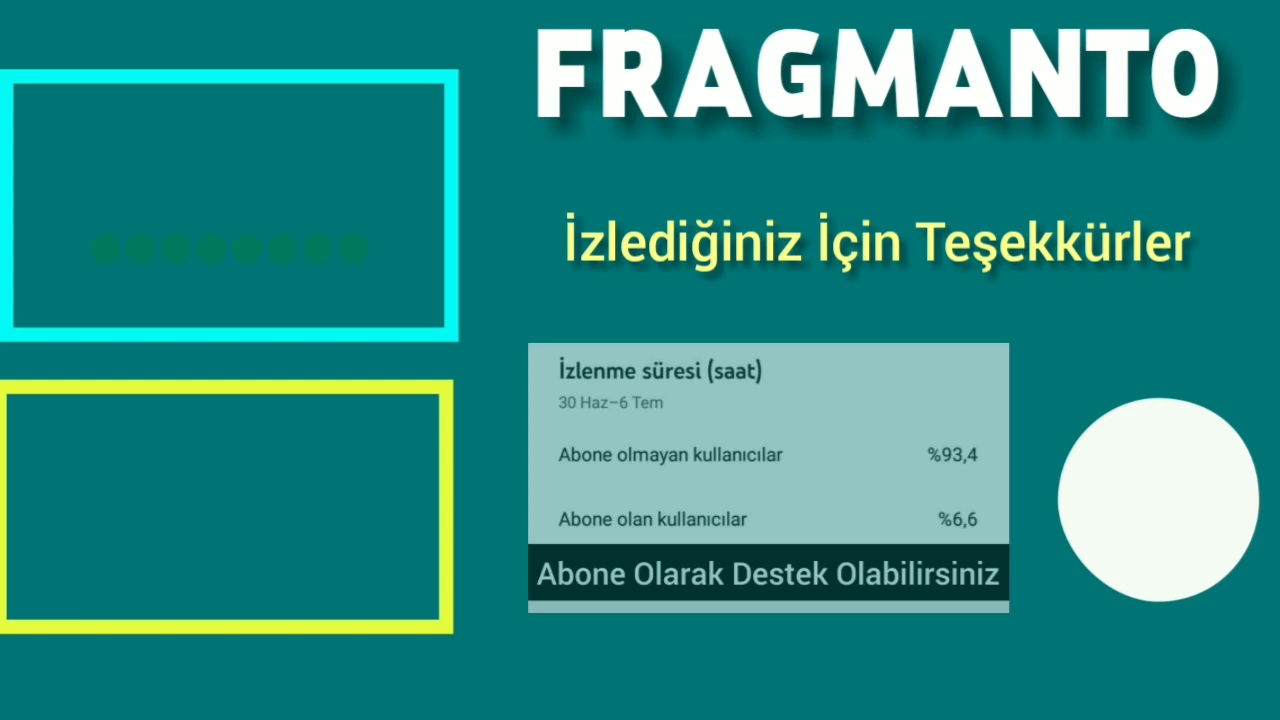 FRAGMANTO
İzlediğiniz İçin Teşekkürler
İzlenme süresi (saat)
30 Haz–6 Tem
Abone olmayan kullanıcılar %93,4
Abone olan kullanıcılar %6,6
Abone Olarak Destek Olabilirsiniz